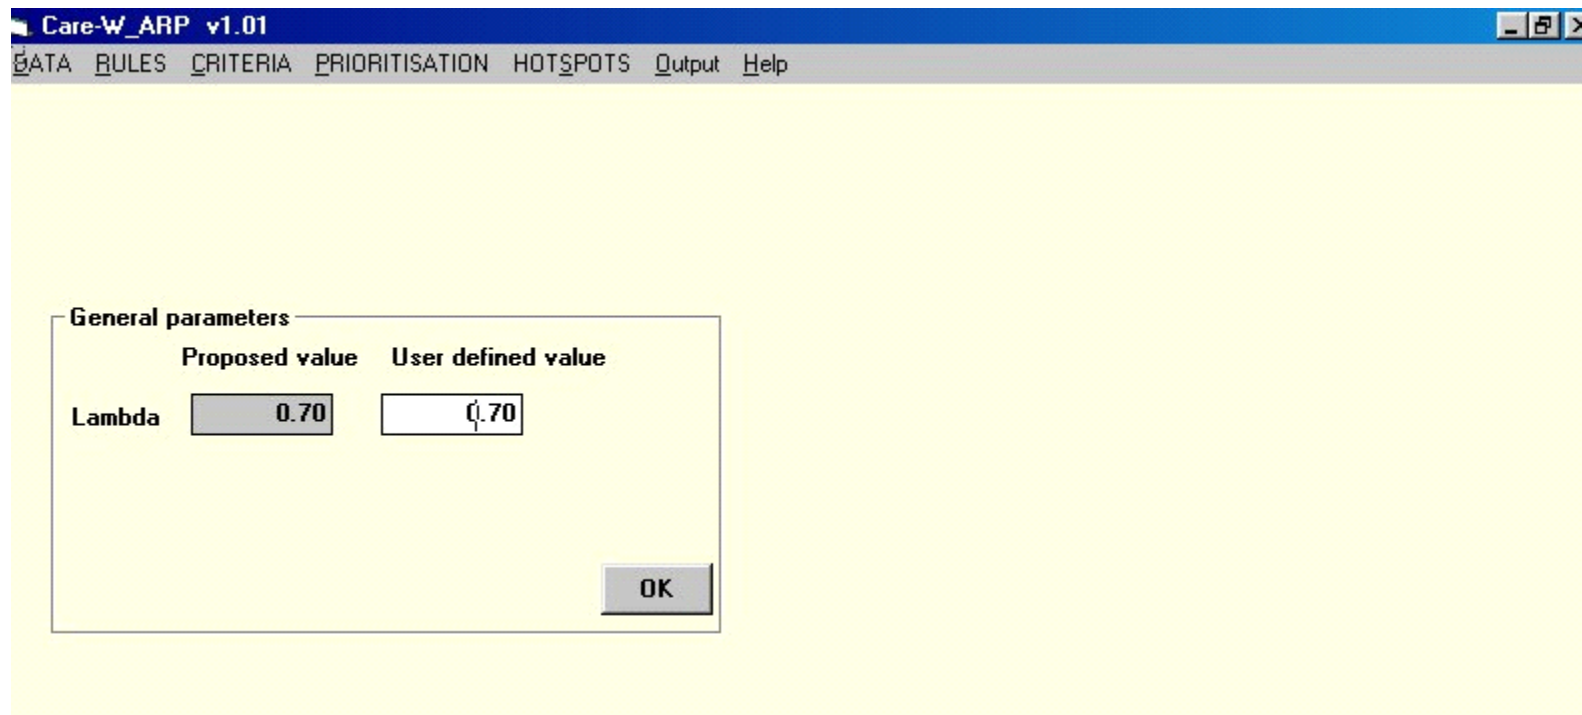 Care-W_ARP v1.01
DATA RULES CRITERIA PRIORITISATION HOTSPOTS Output Help
General parameters
Proposed value User defined value
Lambda 0.70 0.70
OK